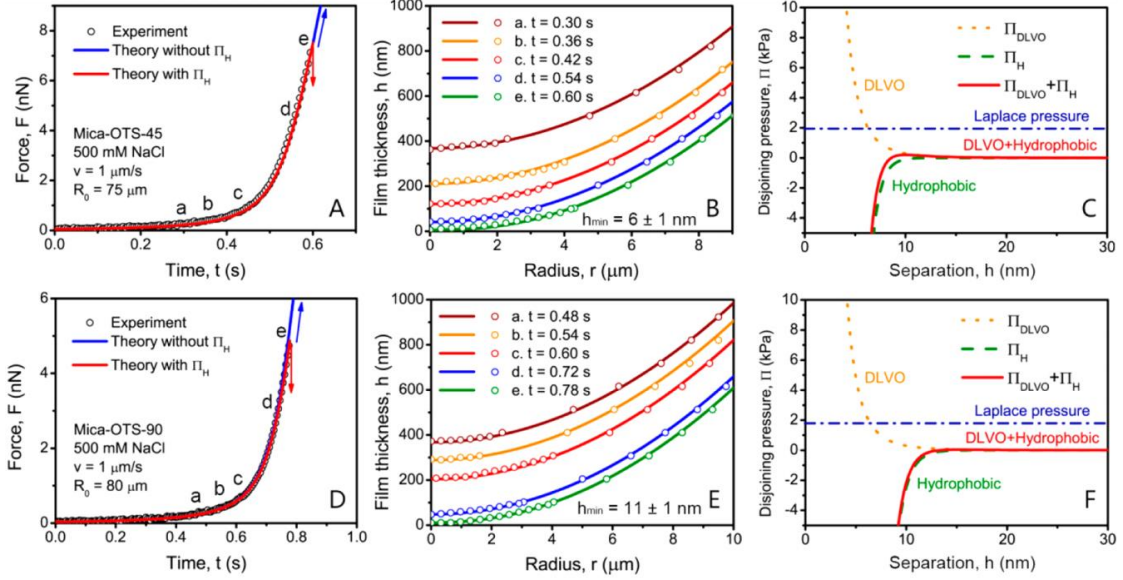 Force, F (nN)
8
6
4
2
0
Experiment
Theory without Π_H
Theory with Π_H
e
d
Mica-OTS-45
500 mM NaCl
v = 1 μm/s
R₀ = 75 μm
a
b
c
A
0.0
0.2
0.4
0.6
Time, t (s)
Film thickness, h (nm)
1000
800
600
400
200
0
a. t = 0.30 s
b. t = 0.36 s
c. t = 0.42 s
d. t = 0.54 s
e. t = 0.60 s
B
h_min = 6 ± 1 nm
0
2
4
6
8
Radius, r (μm)
Disjoining pressure, Π (kPa)
10
8
6
4
2
0
-2
-4
Π_DLVO
Π_H
Π_DLVO+Π_H
DLVO
Laplace pressure
DLVO+Hydrophobic
Hydrophobic
C
0
10
20
30
Separation, h (nm)
Force, F (nN)
6
4
2
0
Experiment
Theory without Π_H
Theory with Π_H
e
d
Mica-OTS-90
500 mM NaCl
v = 1 μm/s
R₀ = 80 μm
a
b
c
D
0.0
0.2
0.4
0.6
0.8
1.0
Time, t (s)
Film thickness, h (nm)
1000
800
600
400
200
0
a. t = 0.48 s
b. t = 0.54 s
c. t = 0.60 s
d. t = 0.72 s
e. t = 0.78 s
E
h_min = 11 ± 1 nm
0
2
4
6
8
10
Radius, r (μm)
Disjoining pressure, Π (kPa)
10
8
6
4
2
0
-2
-4
Π_DLVO
Π_H
Π_DLVO+Π_H
DLVO
Laplace pressure
DLVO+Hydrophobic
Hydrophobic
F
0
10
20
30
Separation, h (nm)